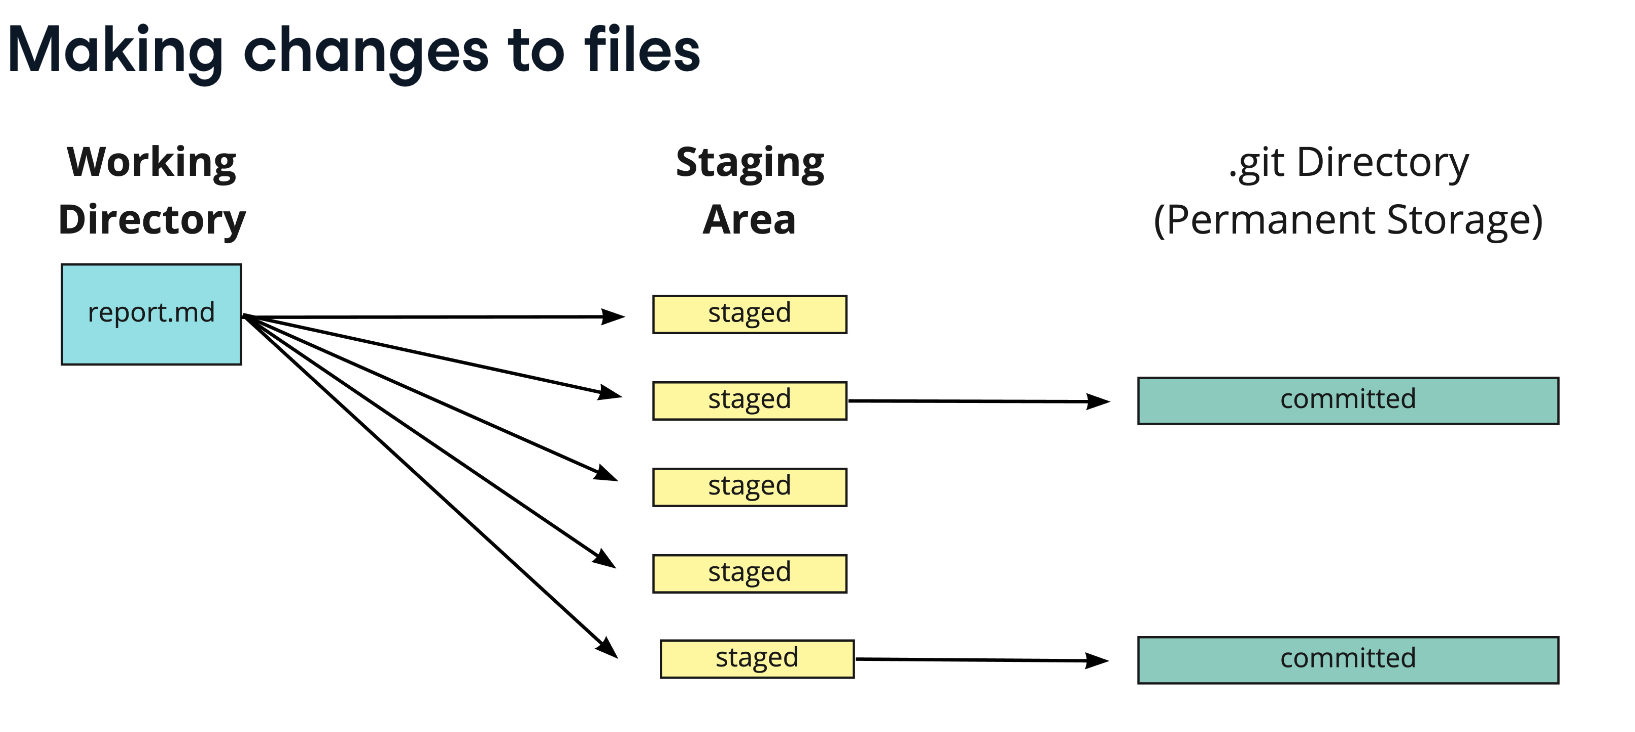 Making changes to files
Working
Directory
Staging
Area
.git Directory
(Permanent Storage)
report.md
staged
staged
committed
staged
staged
staged
committed